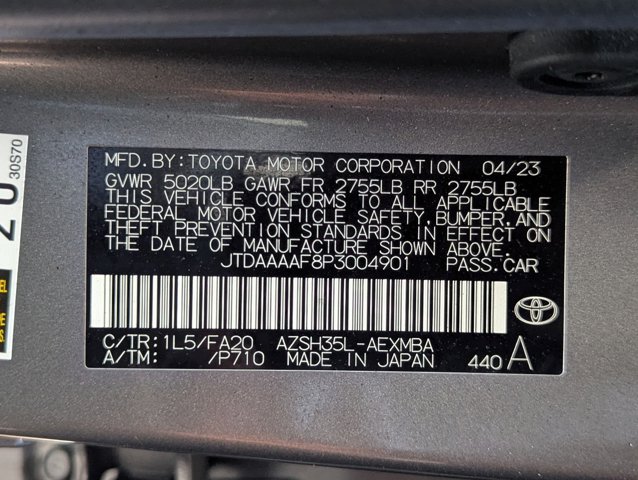 MFD.BY:TOYOTA MOTOR CORPORATION 04/23
GVWR 5020LB GAWR FR 2755LB RR 2755LB
THIS VEHICLE CONFORMS TO ALL APPLICABLE
FEDERAL MOTOR VEHICLE SAFETY,BUMPER,AND
THEFT PREVENTION STANDARDS IN EFFECT ON
THE DATE OF MANUFACTURE SHOWN ABOVE.
JTDAAAAF8P3004901 PASS.CAR
C/TR:1L5/FA20 AZSH35L-AEXMBA
A/TM: /P710 MADE IN JAPAN 440 A
30S70